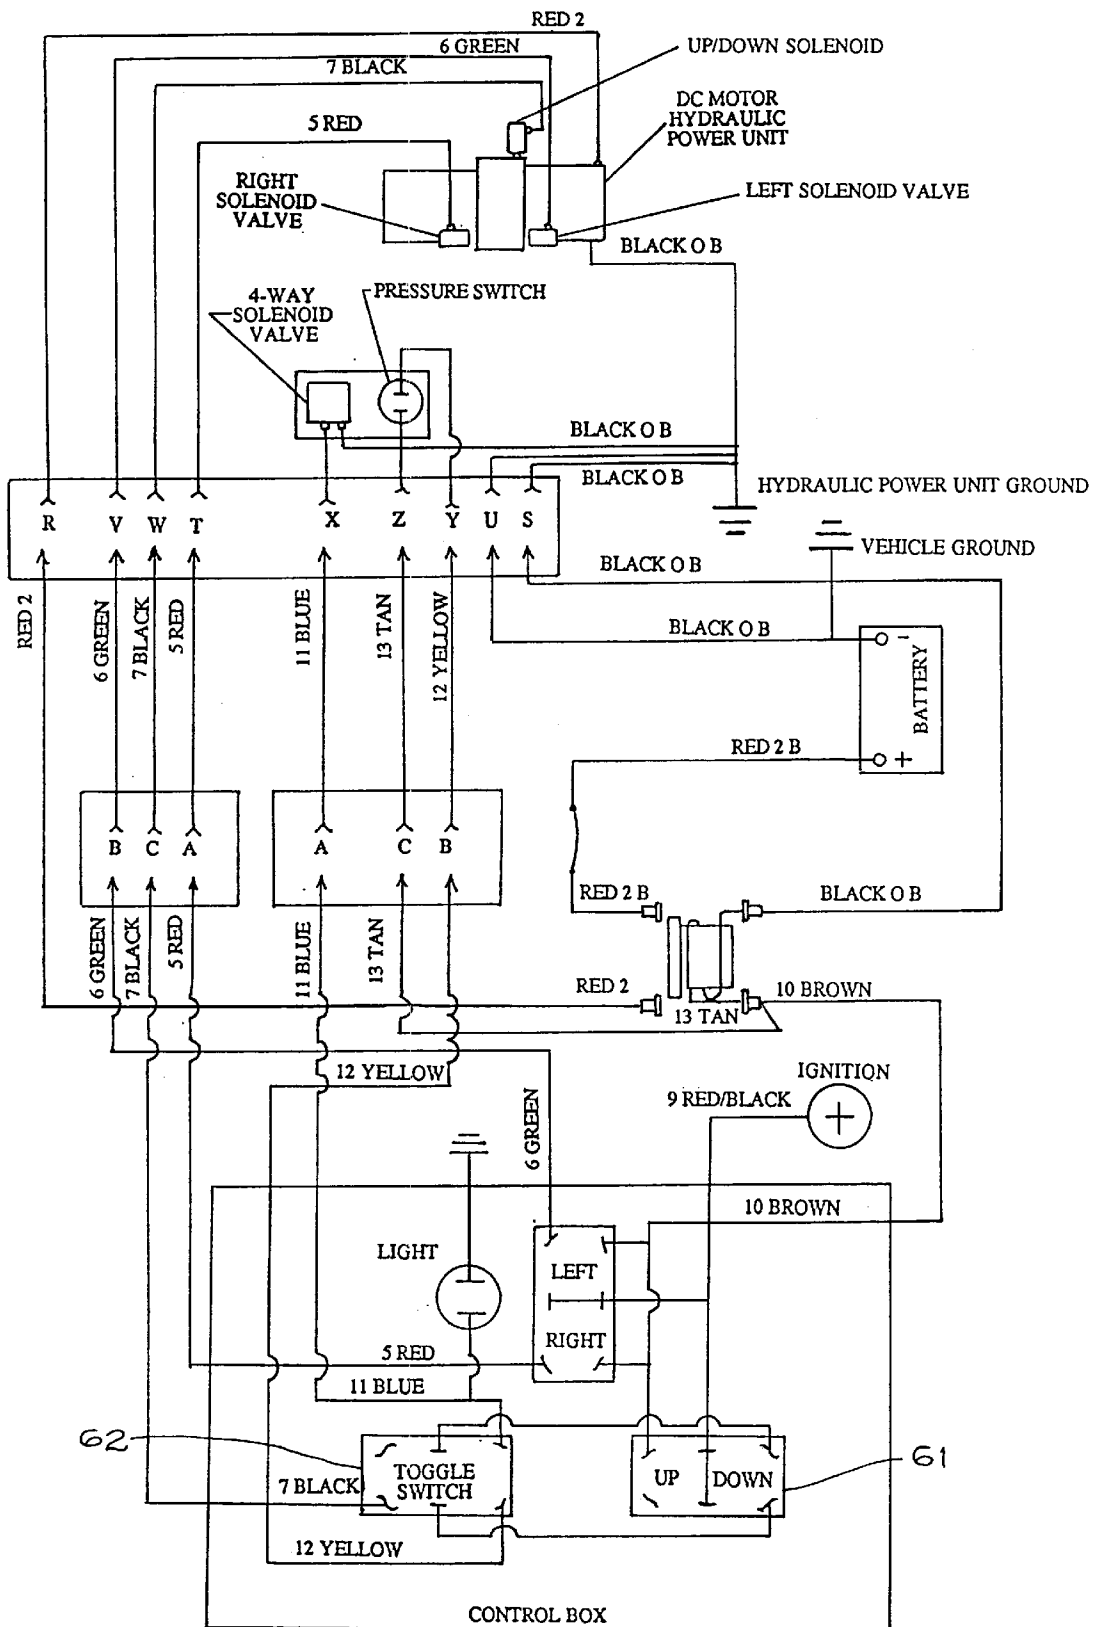 RED 2
6 GREEN
UP/DOWN SOLENOID
7 BLACK
DC MOTOR
HYDRAULIC
POWER UNIT
5 RED
RIGHT
SOLENOID
VALVE
LEFT SOLENOID VALVE
BLACK O B
4-WAY
SOLENOID
VALVE
PRESSURE SWITCH
BLACK O B
BLACK O B
HYDRAULIC POWER UNIT GROUND
R V W T X Z Y U S
VEHICLE GROUND
BLACK O B
RED 2
6 GREEN
7 BLACK
5 RED
11 BLUE
13 TAN
12 YELLOW
BLACK O B
-
BATTERY
RED 2 B
+
B C A
A C B
RED 2 B
BLACK O B
6 GREEN
7 BLACK
5 RED
11 BLUE
13 TAN
RED 2
10 BROWN
13 TAN
12 YELLOW
IGNITION
9 RED/BLACK
6 GREEN
10 BROWN
LIGHT
LEFT
RIGHT
5 RED
11 BLUE
62
61
TOGGLE
SWITCH
UP DOWN
7 BLACK
12 YELLOW
CONTROL BOX